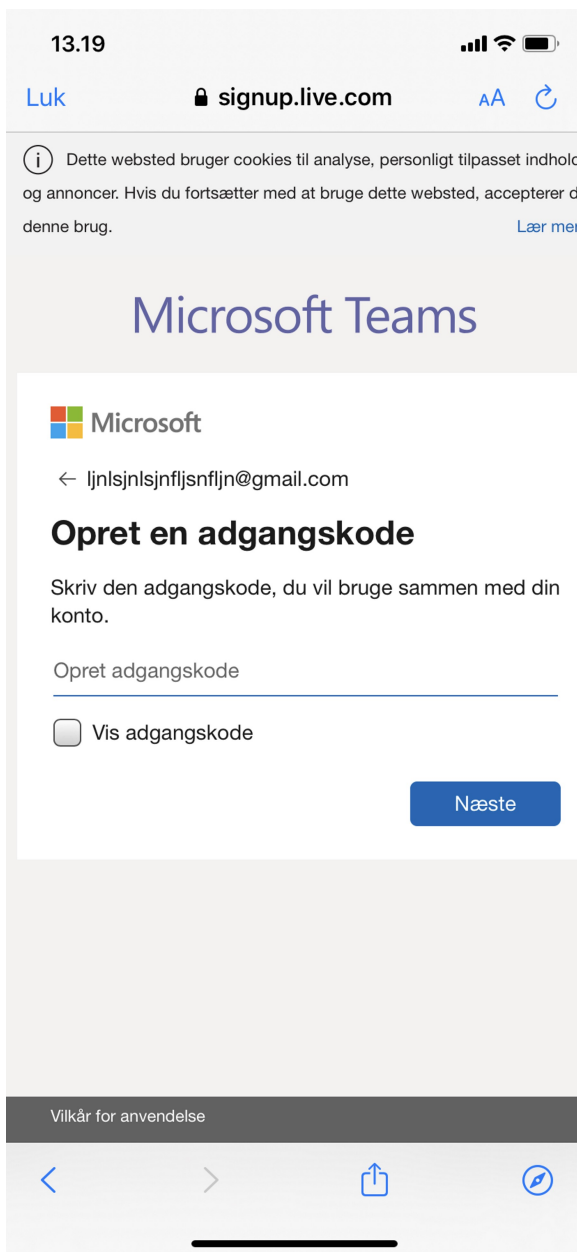 13.19
Luk
signup.live.com
AA
Dette websted bruger cookies til analyse, personligt tilpasset indhold
og annoncer. Hvis du fortsætter med at bruge dette websted, accepterer d
denne brug.
Lær mer
Microsoft Teams
Microsoft
ljnlsjnlsjnfljsnfljn@gmail.com
Opret en adgangskode
Skriv den adgangskode, du vil bruge sammen med din
konto.
Opret adgangskode
Vis adgangskode
Næste
Vilkår for anvendelse